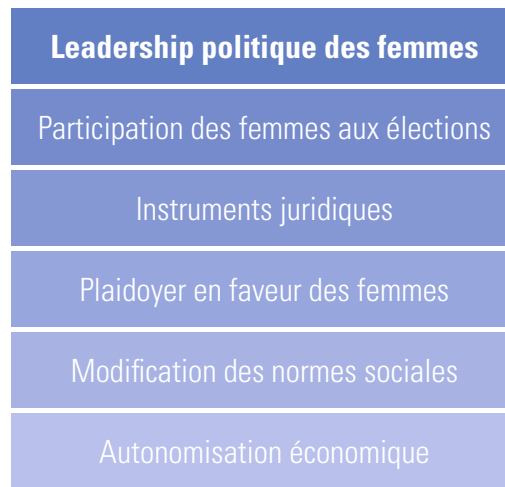 Leadership politique des femmes
Participation des femmes aux élections
Instruments juridiques
Plaidoyer en faveur des femmes
Modification des normes sociales
Autonomisation économique